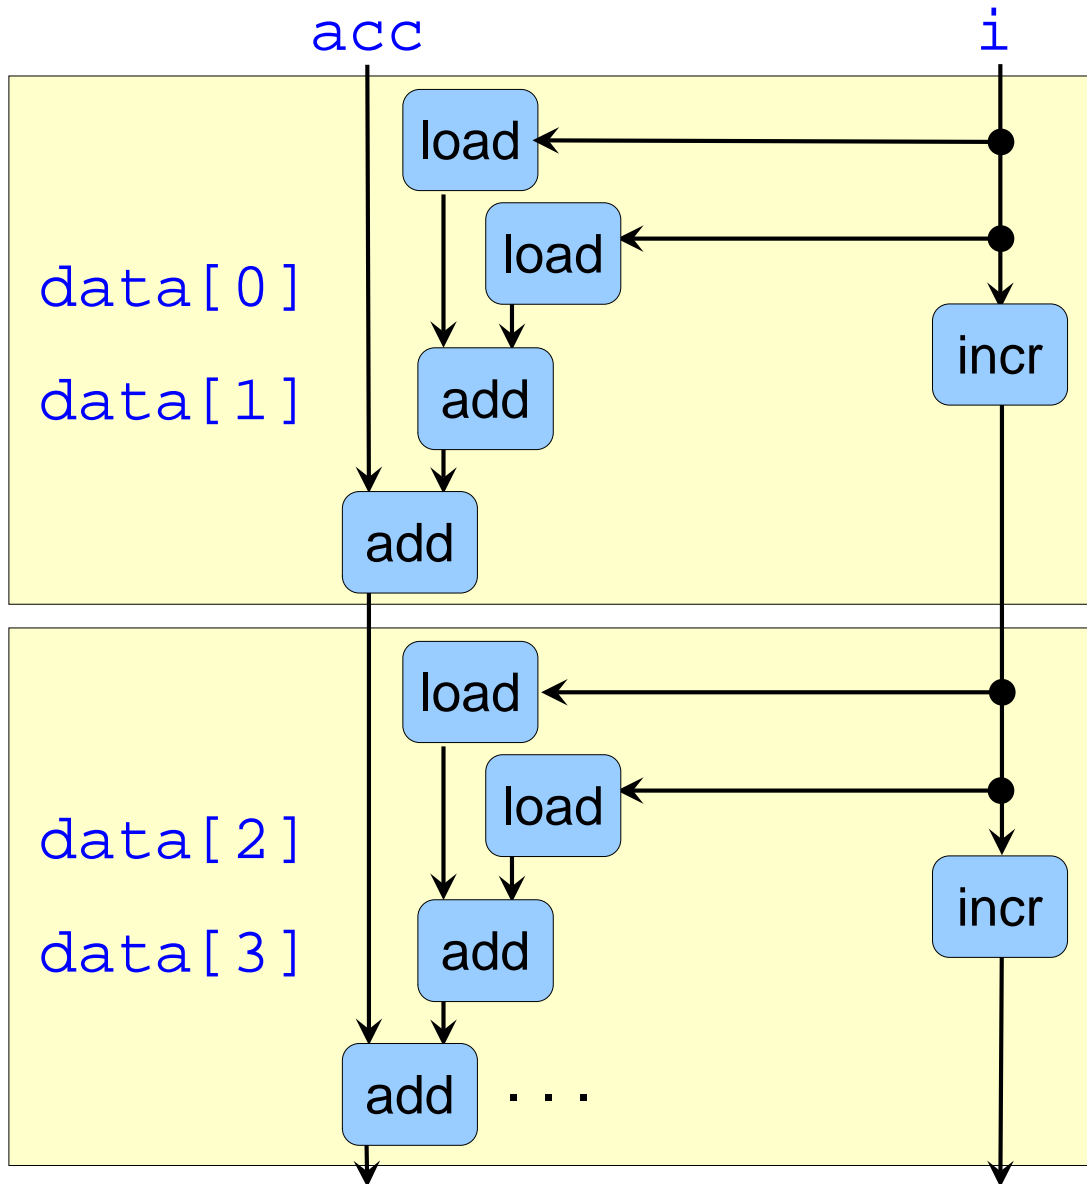 acc i
load
load
data[0]
incr
data[1]
add
add
load
load
data[2]
incr
data[3]
add
add ...